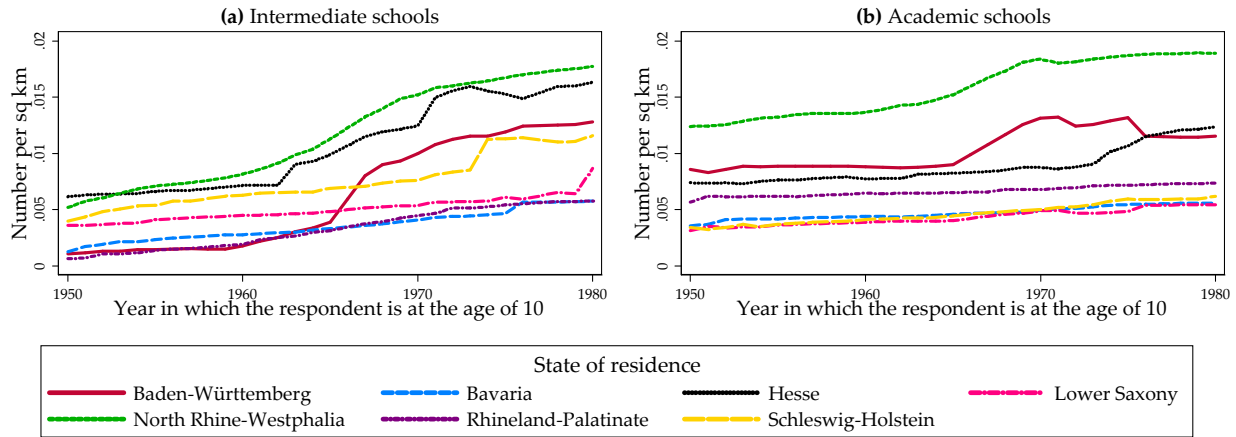 (a) Intermediate schools
Number per sq km
.02
.015
.01
.005
0
1950 1960 1970 1980
Year in which the respondent is at the age of 10
(b) Academic schools
Number per sq km
.02
.015
.01
.005
0
1950 1960 1970 1980
Year in which the respondent is at the age of 10
State of residence
Baden-Württemberg Bavaria Hesse Lower Saxony
North Rhine-Westphalia Rhineland-Palatinate Schleswig-Holstein